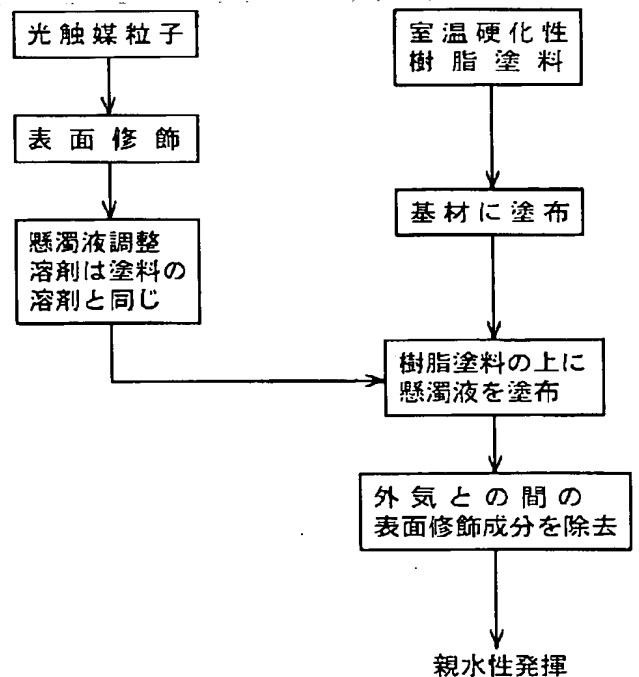 光触媒粒子
表面修飾
懸濁液調整
溶剤は塗料の
溶剤と同じ
室温硬化性
樹脂塗料
基材に塗布
樹脂塗料の上に
懸濁液を塗布
外気との間の
表面修飾成分を除去
親水性発揮